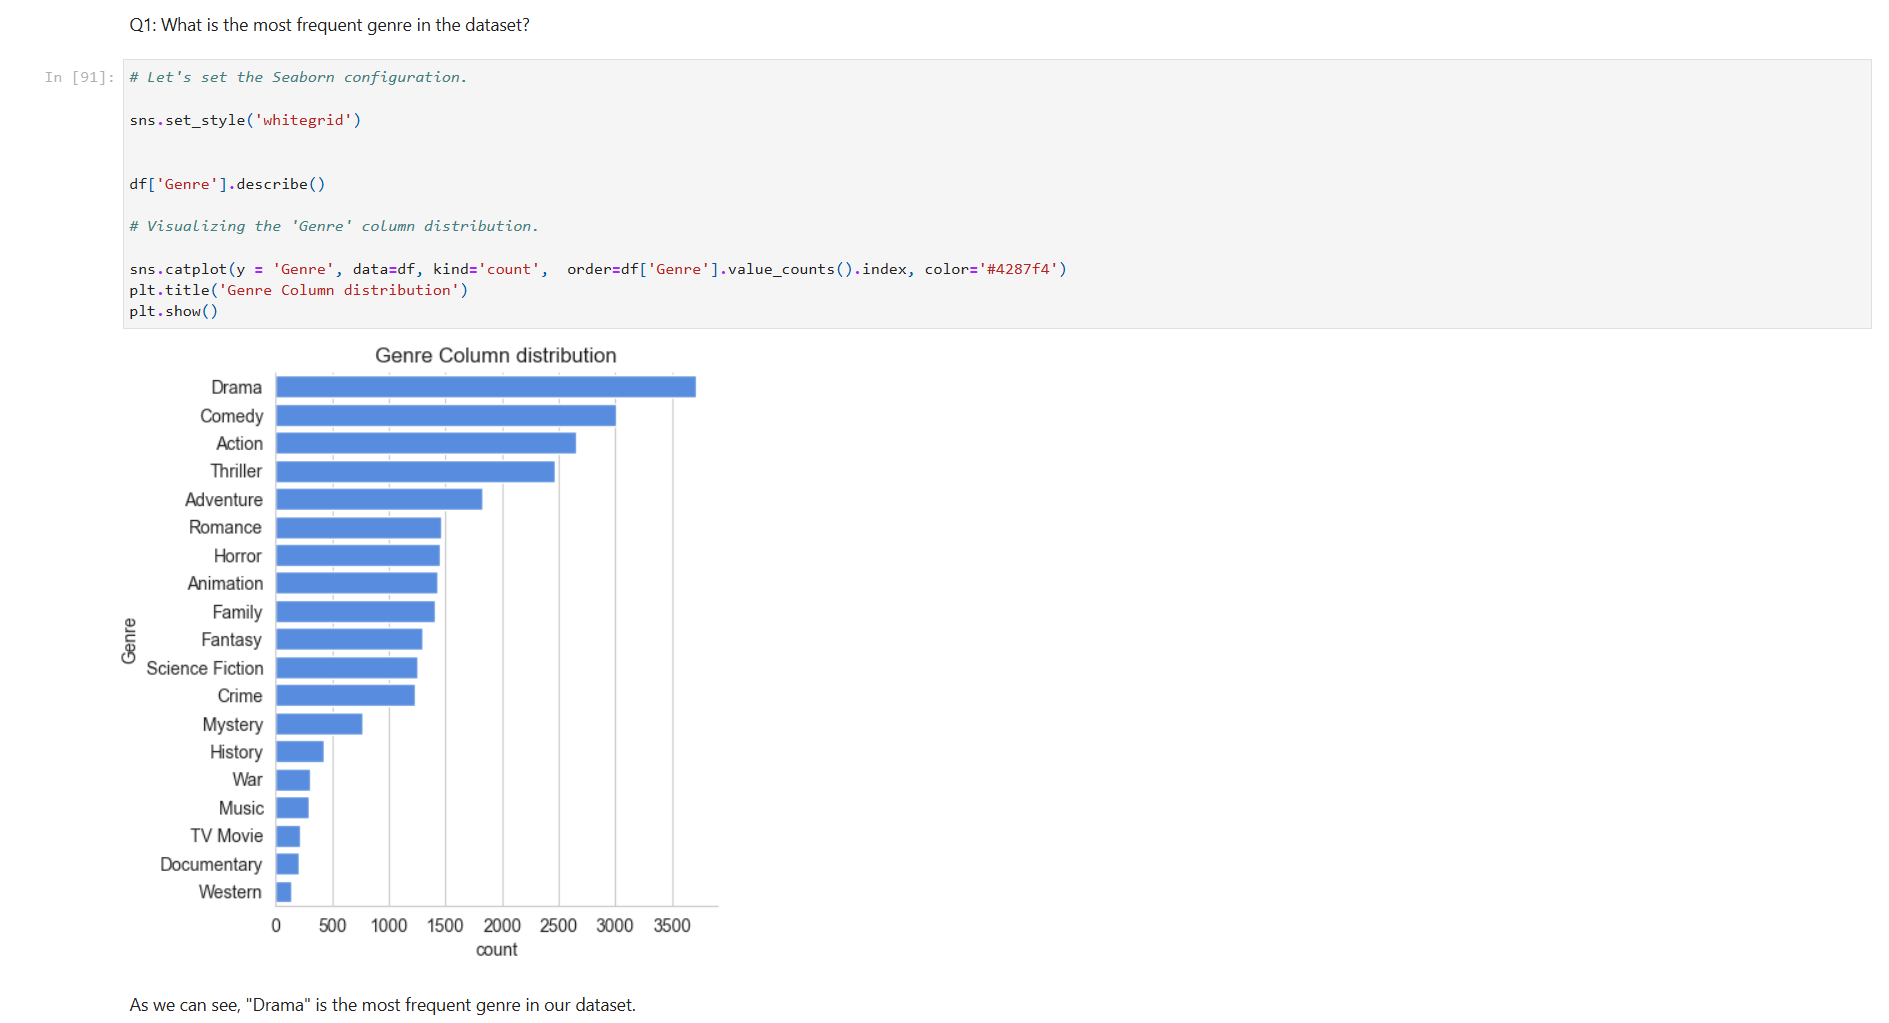 Q1: What is the most frequent genre in the dataset?
In [91]:
# Let's set the Seaborn configuration.
sns.set_style('whitegrid')
df['Genre'].describe()
# Visualizing the 'Genre' column distribution.
sns.catplot(y = 'Genre', data=df, kind='count',  order=df['Genre'].value_counts().index, color='#4287f4')
plt.title('Genre Column distribution')
plt.show()
Genre Column distribution
Drama
Comedy
Action
Thriller
Adventure
Romance
Horror
Animation
Family
Fantasy
Science Fiction
Crime
Mystery
History
War
Music
TV Movie
Documentary
Western
Genre
0 500 1000 1500 2000 2500 3000 3500
count
As we can see, "Drama" is the most frequent genre in our dataset.